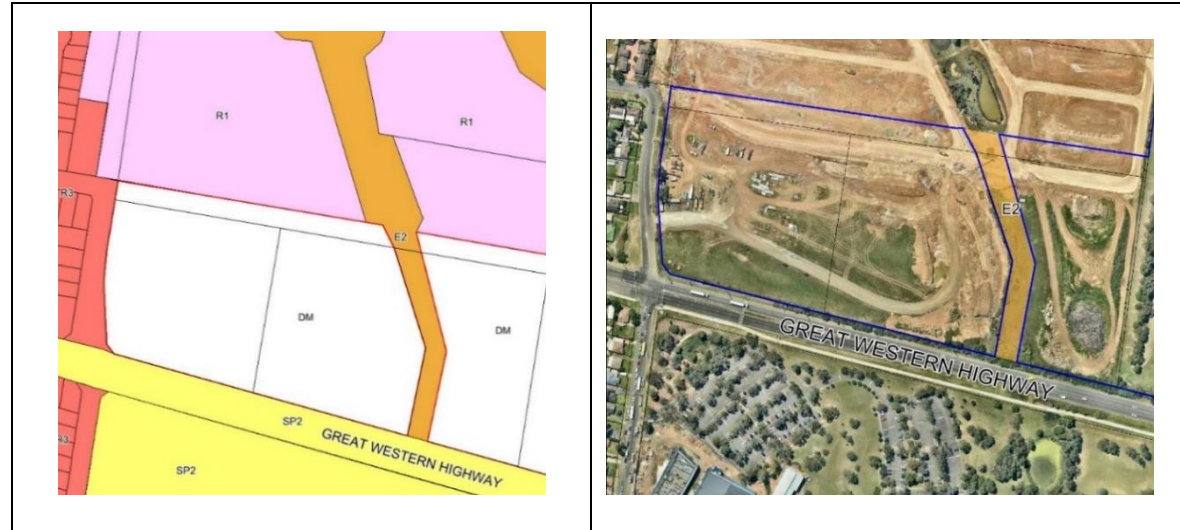 R1
R1
R3
E2
DM
DM
SP2
GREAT WESTERN HIGHWAY
R3
SP2
E2
GREAT WESTERN HIGHWAY